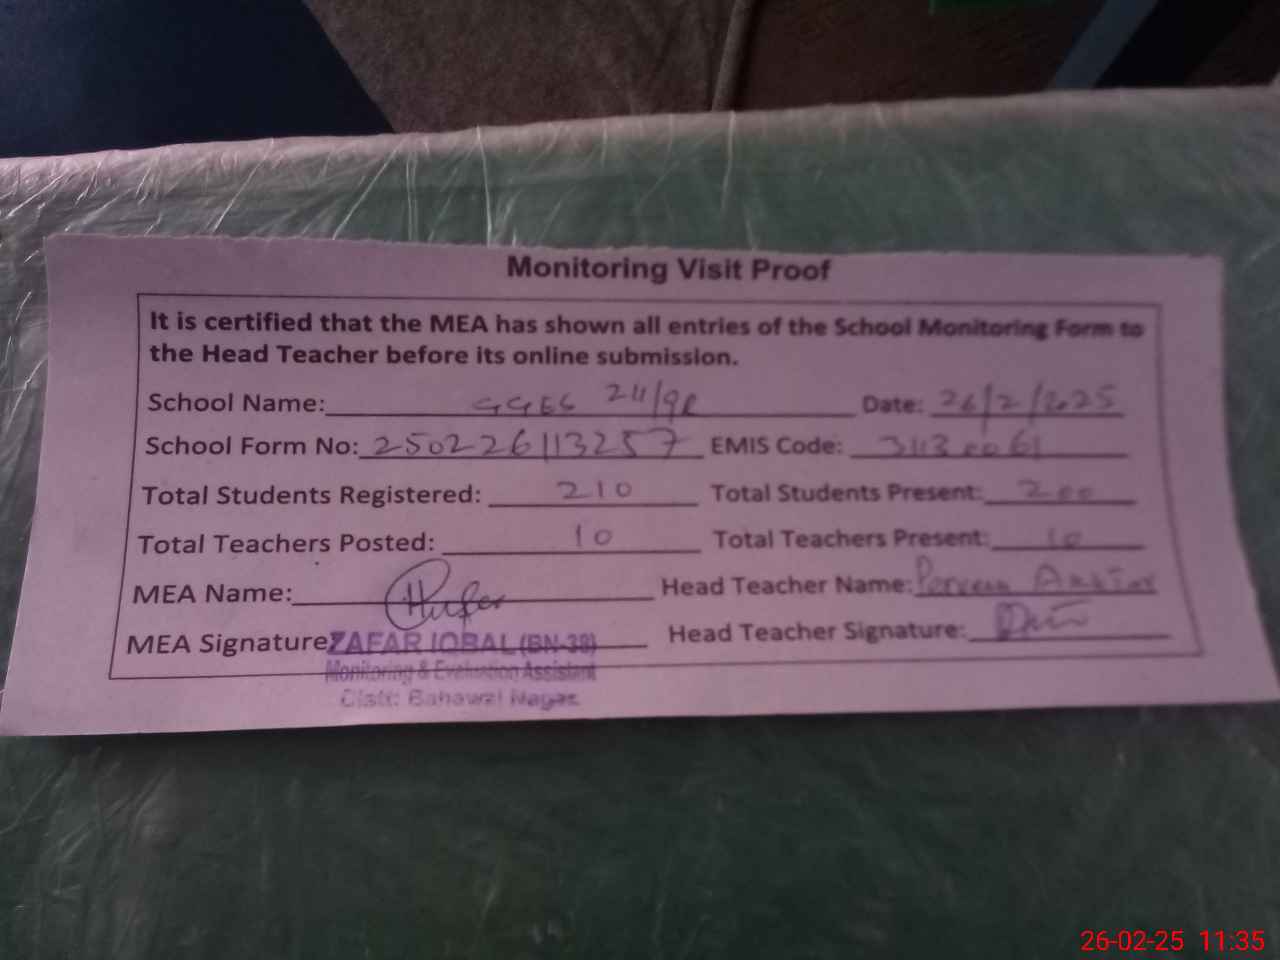 Monitoring Visit Proof
It is certified that the MEA has shown all entries of the School Monitoring Form to
the Head Teacher before its online submission.
School Name: GGES 211/9R Date: 26/2/2025
School Form No: 250226113257 EMIS Code: 31130061
Total Students Registered: 210 Total Students Present: 200
Total Teachers Posted: 10 Total Teachers Present: 10
MEA Name: Head Teacher Name: Perveen Akhtar
MEA Signature Head Teacher Signature:
ZAFAR IQBAL (BN-38)
Monitoring & Evaluation Assistant
Distt: Bahawal Nagar
26-02-25 11:35